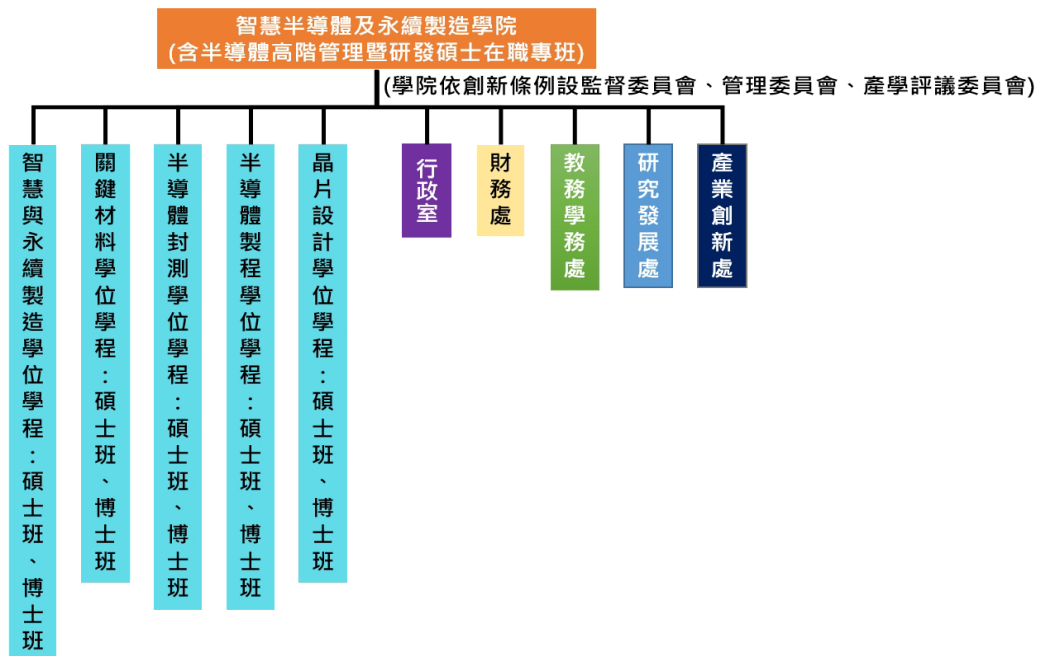 智慧半導體及永續製造學院
(含半導體高階管理暨研發碩士在職專班)
(學院依創新條例設監督委員會、管理委員會、產學評議委員會)
智慧與永續製造學位學程：碩士班、博士班
關鍵材料學位學程：碩士班、博士班
半導體封測學位學程：碩士班、博士班
半導體製程學位學程：碩士班、博士班
晶片設計學位學程：碩士班、博士班
行政室
財務處
教務學務處
研究發展處
產業創新處